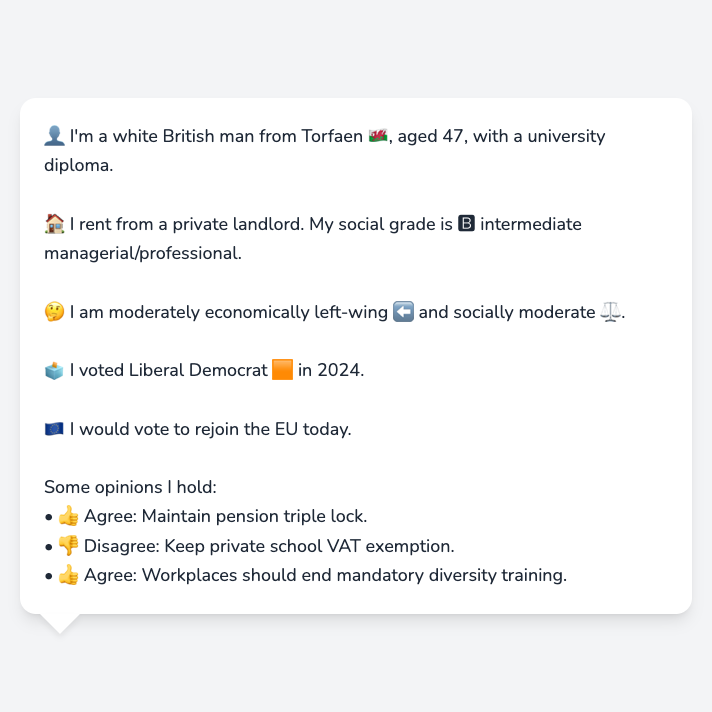 👤 I'm a white British man from Torfaen 🏴󠁧󠁢󠁷󠁬󠁳󠁿, aged 47, with a university
diploma.
🏠 I rent from a private landlord. My social grade is 🅱 intermediate
managerial/professional.
🤔 I am moderately economically left-wing ⬅️ and socially moderate ⚖️.
🗳️ I voted Liberal Democrat 🟧 in 2024.
🇪🇺 I would vote to rejoin the EU today.
Some opinions I hold:
• 👍 Agree: Maintain pension triple lock.
• 👎 Disagree: Keep private school VAT exemption.
• 👍 Agree: Workplaces should end mandatory diversity training.